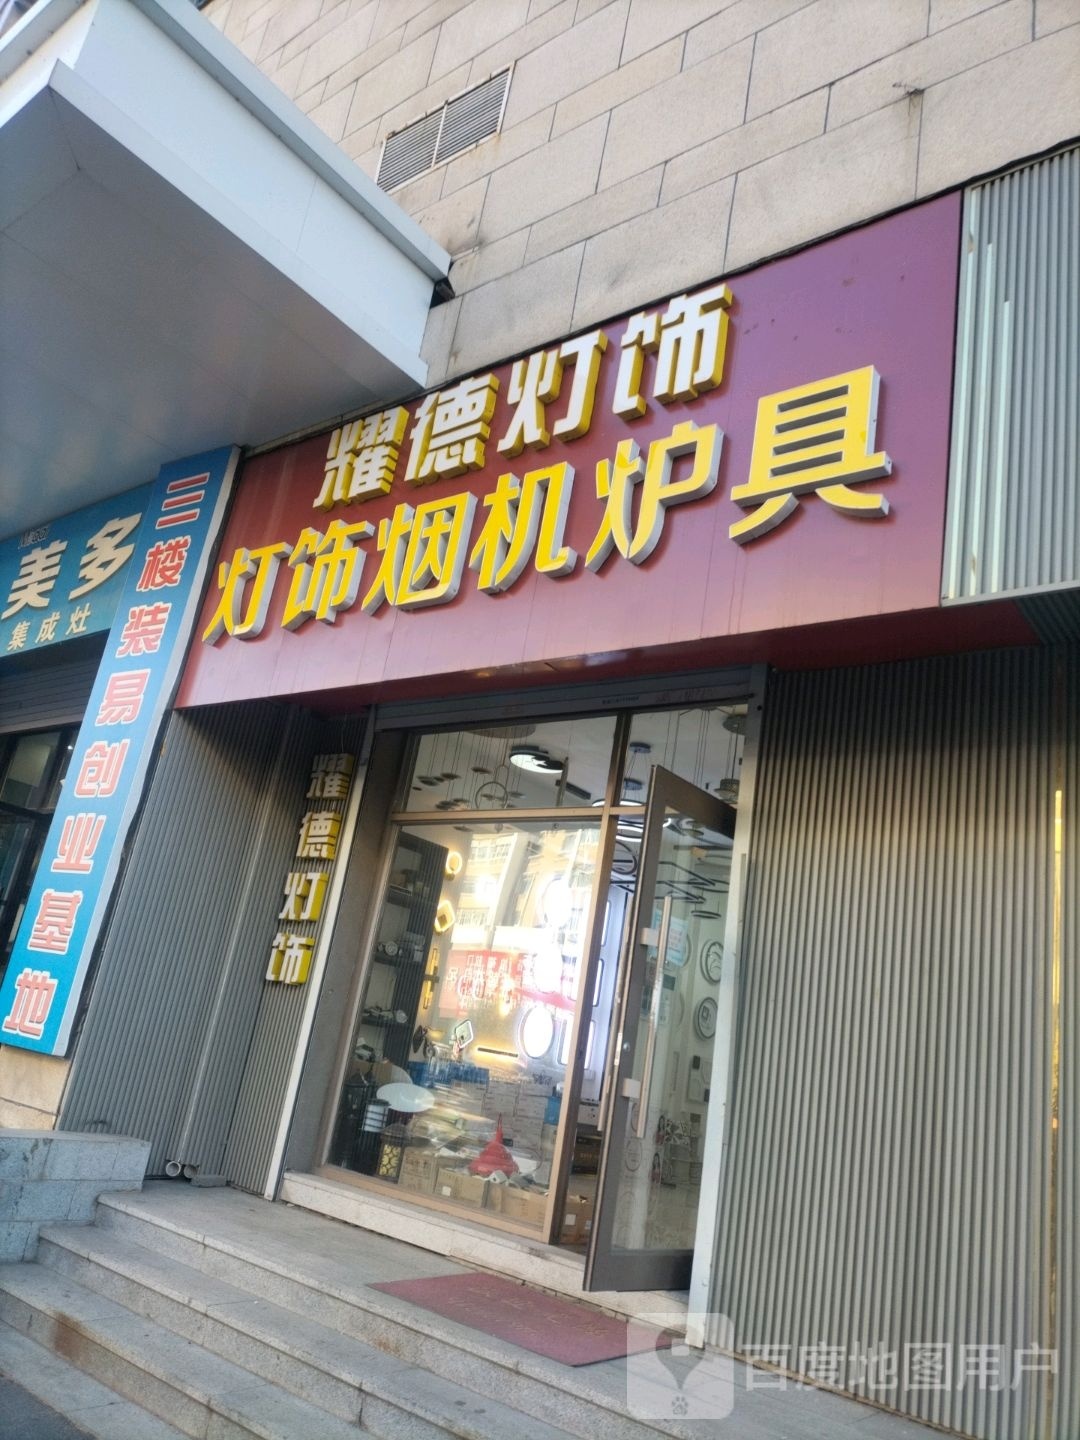 耀德灯饰
灯饰烟机炉具
美多
集成灶
三楼装易创业基地
耀德灯饰
百度地图用户